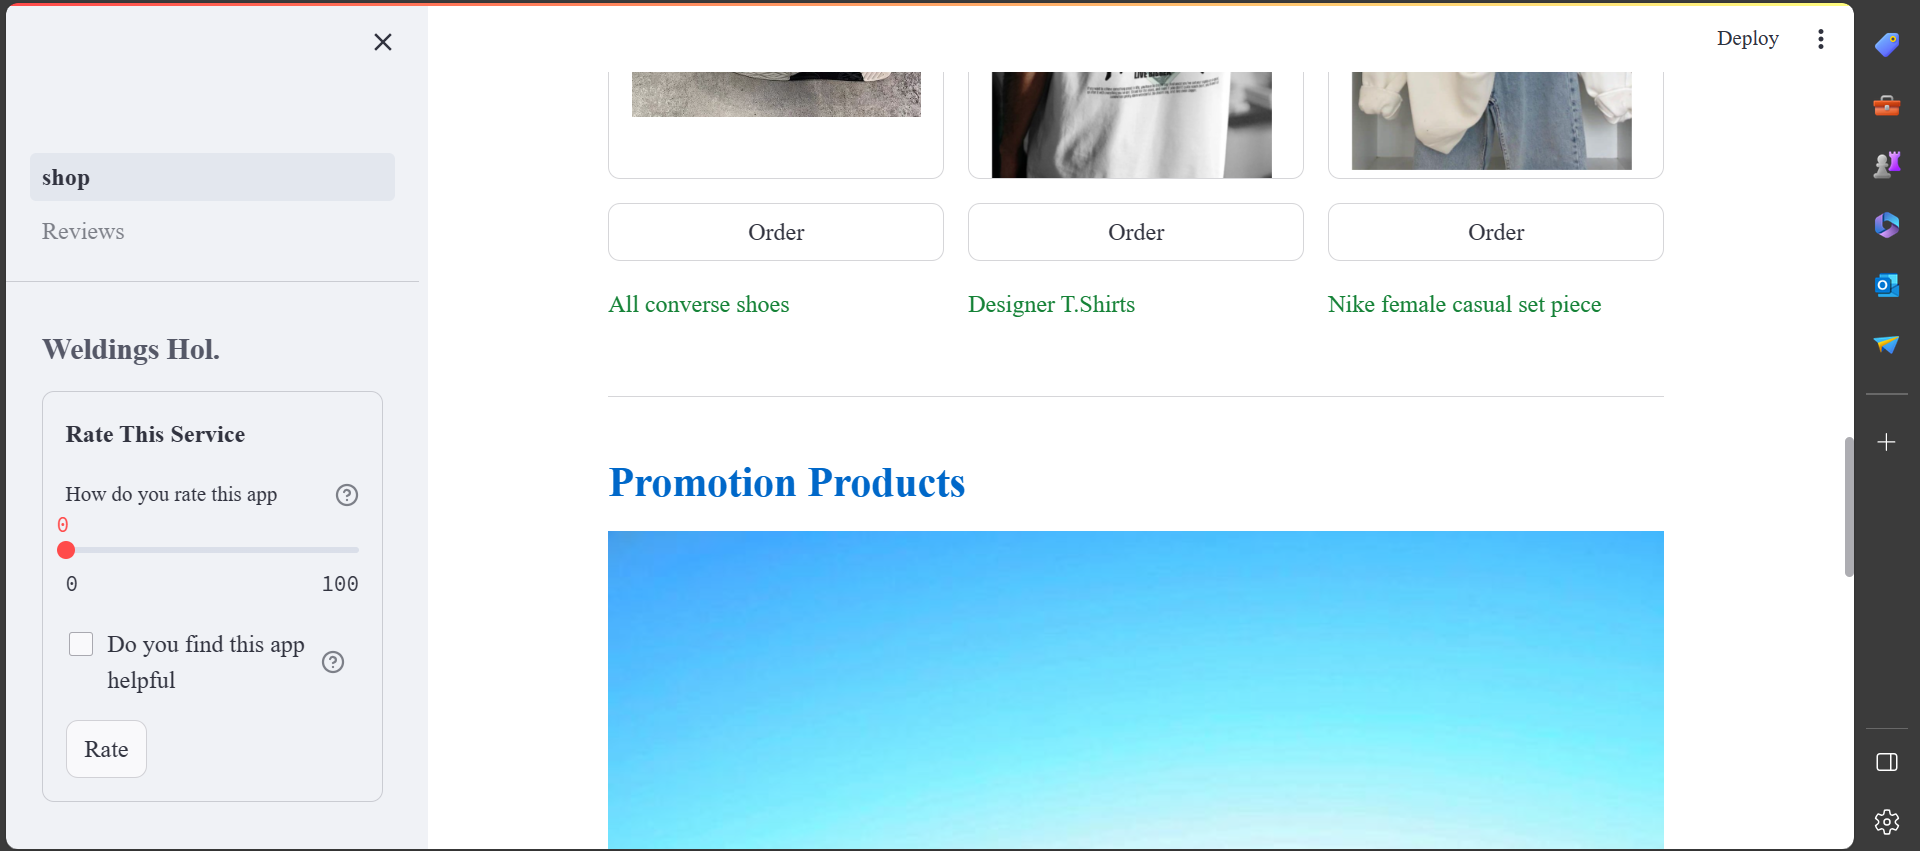 Deploy
shop
Reviews
Weldings Hol.
Rate This Service
How do you rate this app
0
0 100
Do you find this app
helpful
Rate
LIVE
Order Order Order
All converse shoes Designer T.Shirts Nike female casual set piece
Promotion Products